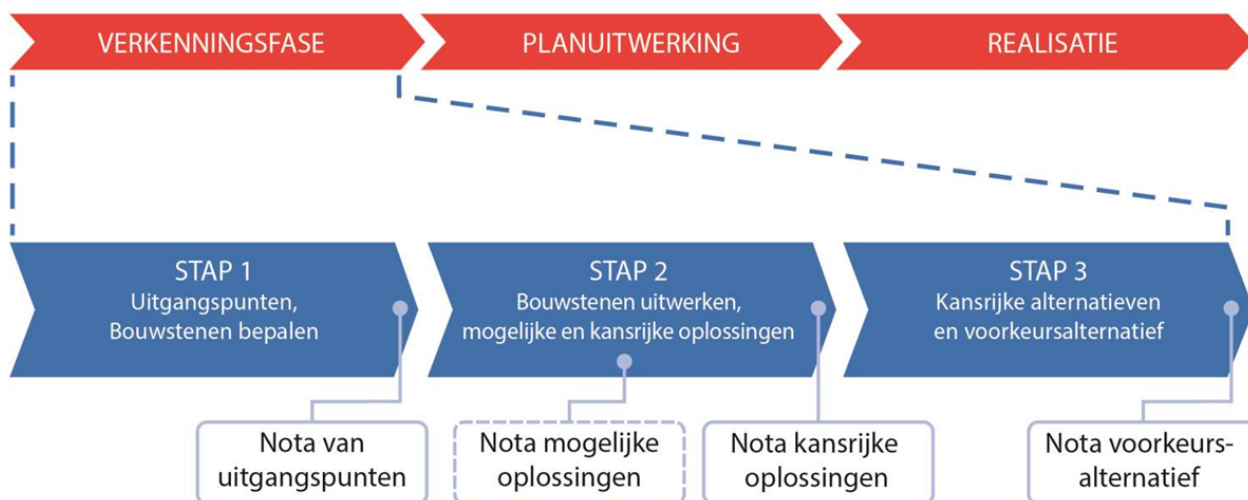 VERKENNINGSFASE
PLANUITWERKING
REALISATIE
STAP 1
Uitgangspunten,
Bouwstenen bepalen
STAP 2
Bouwstenen uitwerken,
mogelijke en kansrijke oplossingen
STAP 3
Kansrijke alternatieven
en voorkeursalternatief
Nota van
uitgangspunten
Nota mogelijke
oplossingen
Nota kansrijke
oplossingen
Nota voorkeurs-
alternatief